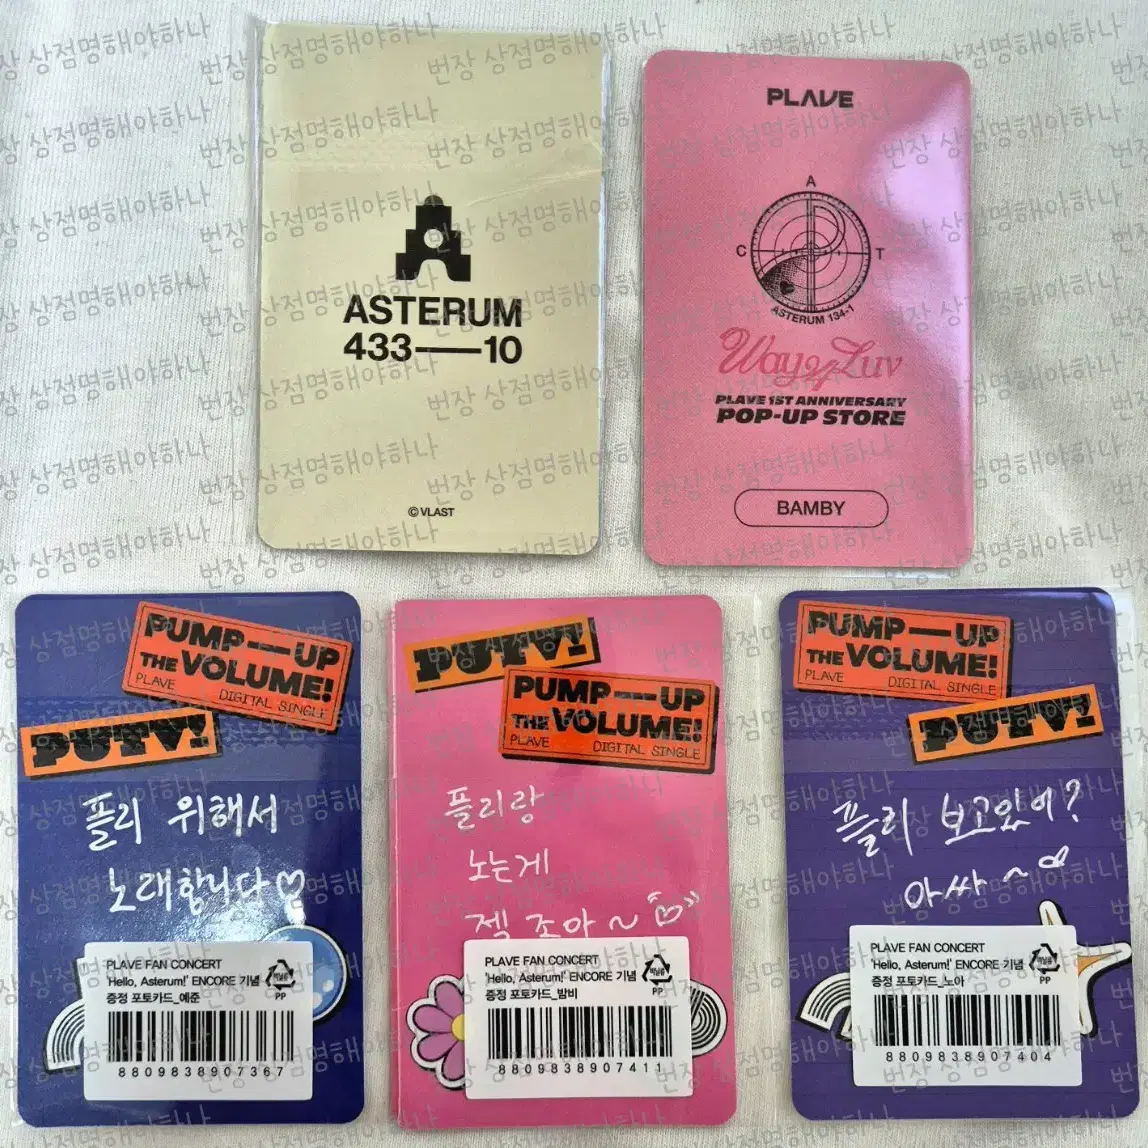 ASTERUM
433—10
© VLAST
PLAVE
A
C T
ASTERUM 134-1
Way 4 Luv
PLAVE 1ST ANNIVERSARY
POP-UP STORE
BAMBY
PUMP—UP
THE VOLUME!
PLAVE DIGITAL SINGLE
PUTV!
플리 위해서
노래합니다♡
PLAVE FAN CONCERT
'Hello, Asterum!' ENCORE 기념
증정 포토카드_예준
PP
8809838907367
PUTV!
PUMP—UP
THE VOLUME!
PLAVE DIGITAL SINGLE
플리랑
노는게
젤 조아~
PLAVE FAN CONCERT
'Hello, Asterum!' ENCORE 기념
증정 포토카드_밤비
PP
8809838907411
PUMP—UP
THE VOLUME!
PLAVE DIGITAL SINGLE
PUTV!
플리 보고있어?
아싸~
PLAVE FAN CONCERT
'Hello, Asterum!' ENCORE 기념
증정 포토카드_노아
PP
8809838907404
번장 상점명해야하나